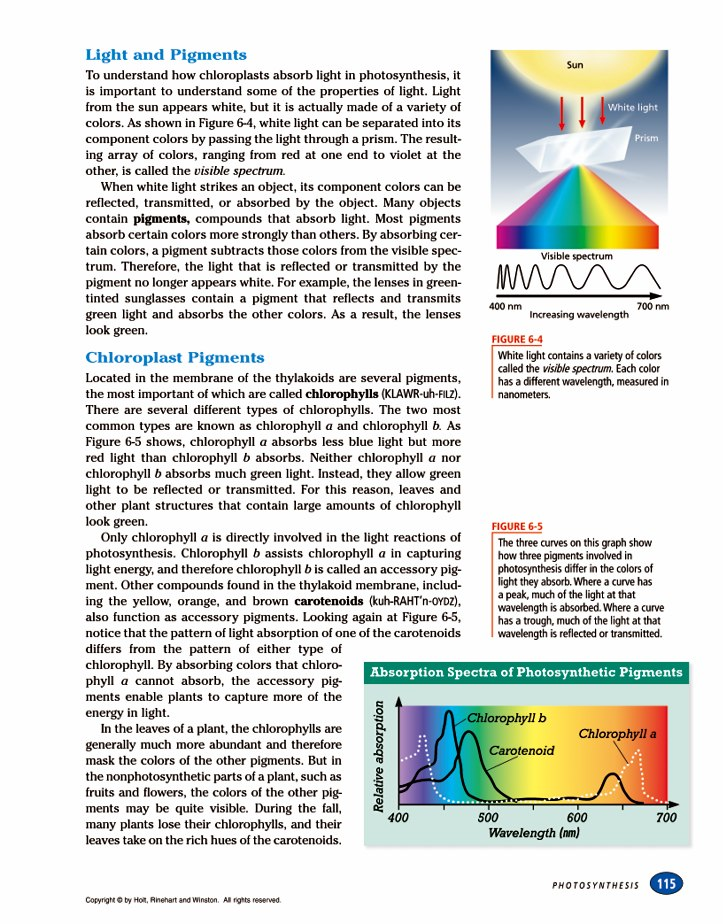 Light and Pigments
To understand how chloroplasts absorb light in photosynthesis, it
is important to understand some of the properties of light. Light
from the sun appears white, but it is actually made of a variety of
colors. As shown in Figure 6-4, white light can be separated into its
component colors by passing the light through a prism. The result-
ing array of colors, ranging from red at one end to violet at the
other, is called the visible spectrum.
When white light strikes an object, its component colors can be
reflected, transmitted, or absorbed by the object. Many objects
contain pigments, compounds that absorb light. Most pigments
absorb certain colors more strongly than others. By absorbing cer-
tain colors, a pigment subtracts those colors from the visible spec-
trum. Therefore, the light that is reflected or transmitted by the
pigment no longer appears white. For example, the lenses in green-
tinted sunglasses contain a pigment that reflects and transmits
green light and absorbs the other colors. As a result, the lenses
look green.
Chloroplast Pigments
Located in the membrane of the thylakoids are several pigments,
the most important of which are called chlorophylls (KLAWR-uh-FILZ).
There are several different types of chlorophylls. The two most
common types are known as chlorophyll a and chlorophyll b. As
Figure 6-5 shows, chlorophyll a absorbs less blue light but more
red light than chlorophyll b absorbs. Neither chlorophyll a nor
chlorophyll b absorbs much green light. Instead, they allow green
light to be reflected or transmitted. For this reason, leaves and
other plant structures that contain large amounts of chlorophyll
look green.
Only chlorophyll a is directly involved in the light reactions of
photosynthesis. Chlorophyll b assists chlorophyll a in capturing
light energy, and therefore chlorophyll b is called an accessory pig-
ment. Other compounds found in the thylakoid membrane, includ-
ing the yellow, orange, and brown carotenoids (kuh-RAHT'n-OYDZ),
also function as accessory pigments. Looking again at Figure 6-5,
notice that the pattern of light absorption of one of the carotenoids
differs from the pattern of either type of
chlorophyll. By absorbing colors that chloro-
phyll a cannot absorb, the accessory pig-
ments enable plants to capture more of the
energy in light.
In the leaves of a plant, the chlorophylls are
generally much more abundant and therefore
mask the colors of the other pigments. But in
the nonphotosynthetic parts of a plant, such as
fruits and flowers, the colors of the other pig-
ments may be quite visible. During the fall,
many plants lose their chlorophylls, and their
leaves take on the rich hues of the carotenoids.
Sun
White light
Prism
Visible spectrum
400 nm
700 nm
Increasing wavelength
FIGURE 6-4
White light contains a variety of colors
called the visible spectrum. Each color
has a different wavelength, measured in
nanometers.
FIGURE 6-5
The three curves on this graph show
how three pigments involved in
photosynthesis differ in the colors of
light they absorb. Where a curve has
a peak, much of the light at that
wavelength is absorbed. Where a curve
has a trough, much of the light at that
wavelength is reflected or transmitted.
Absorption Spectra of Photosynthetic Pigments
Relative absorption
Chlorophyll b
Chlorophyll a
Carotenoid
400 500 600 700
Wavelength (nm)
PHOTOSYNTHESIS 115
Copyright © by Holt, Rinehart and Winston. All rights reserved.